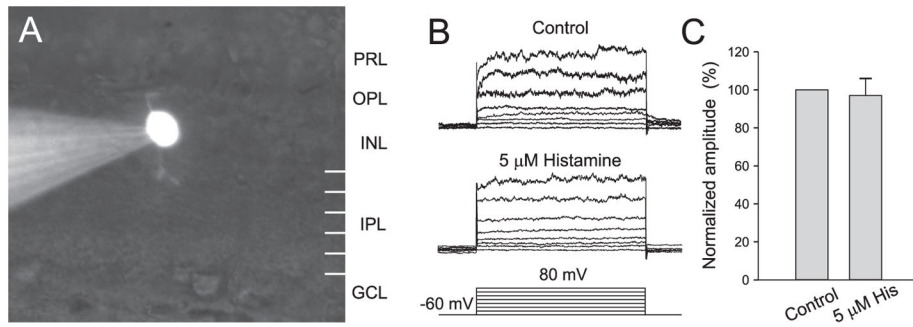 A
PRL
OPL
INL
IPL
GCL
B
Control
5 μM Histamine
80 mV
-60 mV
C
Normalized amplitude (%)
120
100
80
60
40
20
0
Control
5 μM His